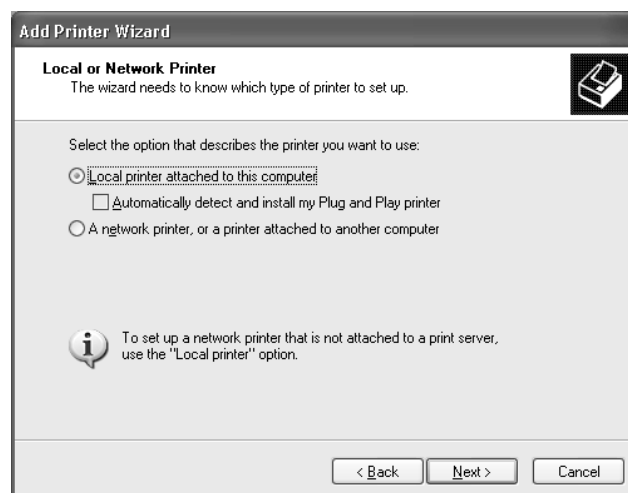 Add Printer Wizard
Local or Network Printer
The wizard needs to know which type of printer to set up.
Select the option that describes the printer you want to use:
Local printer attached to this computer
Automatically detect and install my Plug and Play printer
A network printer, or a printer attached to another computer
To set up a network printer that is not attached to a print server,
use the "Local printer" option.
< Back
Next >
Cancel